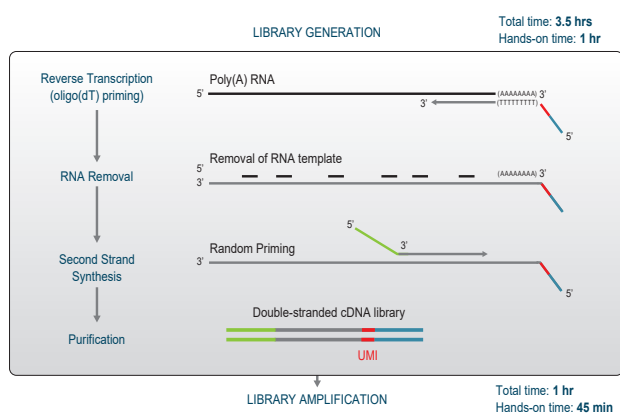 LIBRARY GENERATION
Total time: 3.5 hrs
Hands-on time: 1 hr
Reverse Transcription
(oligo(dT) priming)
Poly(A) RNA
5' (AAAAAAAA) 3'
3' (TTTTTTTTT)
5'
RNA Removal
Removal of RNA template
5'
3' (AAAAAAAA) 3'
Second Strand
Synthesis
5'
Random Priming 3'
3'
5'
Purification
Double-stranded cDNA library
UMI
LIBRARY AMPLIFICATION
Total time: 1 hr
Hands-on time: 45 min